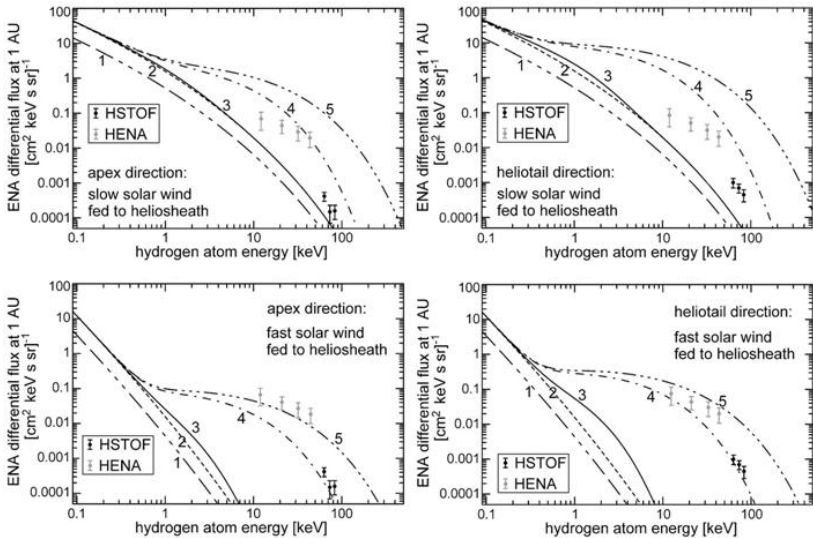 ENA differential flux at 1 AU
[cm² keV s sr]⁻¹
100
10
1
0.1
0.01
0.001
0.0001
1
2
3
4
5
HSTOF
HENA
apex direction:
slow solar wind
fed to heliosheath
0.1
1
10
100
hydrogen atom energy [keV]
ENA differential flux at 1 AU
[cm² keV s sr]⁻¹
100
10
1
0.1
0.01
0.001
0.0001
1
2
3
4
5
HSTOF
HENA
heliotail direction:
slow solar wind
fed to heliosheath
0.1
1
10
100
hydrogen atom energy [keV]
ENA differential flux at 1 AU
[cm² keV s sr]⁻¹
100
10
1
0.1
0.01
0.001
0.0001
apex direction:
fast solar wind
fed to heliosheath
1
2
3
4
5
HSTOF
HENA
0.1
1
10
100
hydrogen atom energy [keV]
ENA differential flux at 1 AU
[cm² keV s sr]⁻¹
100
10
1
0.1
0.01
0.001
0.0001
heliotail direction:
fast solar wind
fed to heliosheath
1
2
3
4
5
HSTOF
HENA
0.1
1
10
100
hydrogen atom energy [keV]